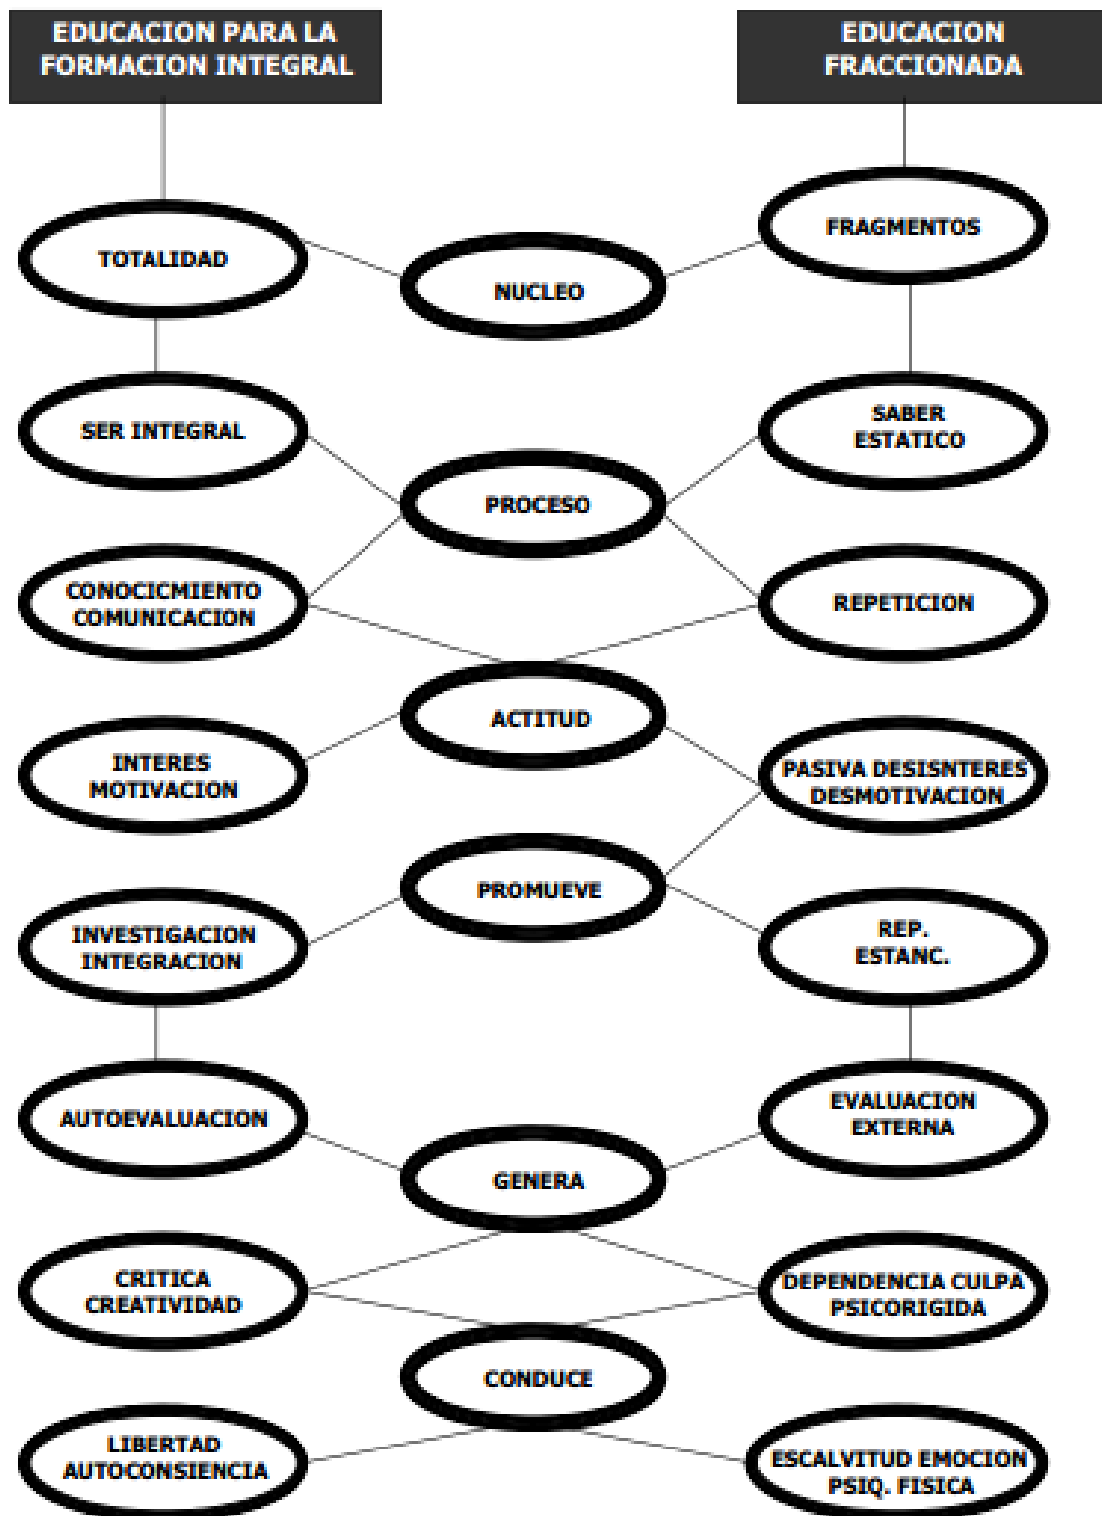 EDUCACION PARA LA
FORMACION INTEGRAL
EDUCACION
FRACCIONADA
TOTALIDAD
NUCLEO
FRAGMENTOS
SER INTEGRAL
PROCESO
SABER
ESTATICO
CONOCICMIENTO
COMUNICACION
REPETICION
ACTITUD
INTERES
MOTIVACION
PASIVA DESISNTERES
DESMOTIVACION
PROMUEVE
INVESTIGACION
INTEGRACION
REP.
ESTANC.
AUTOEVALUACION
EVALUACION
EXTERNA
GENERA
CRITICA
CREATIVIDAD
DEPENDENCIA CULPA
PSICORIGIDA
CONDUCE
LIBERTAD
AUTOCONSIENCIA
ESCALVITUD EMOCION
PSIQ. FISICA